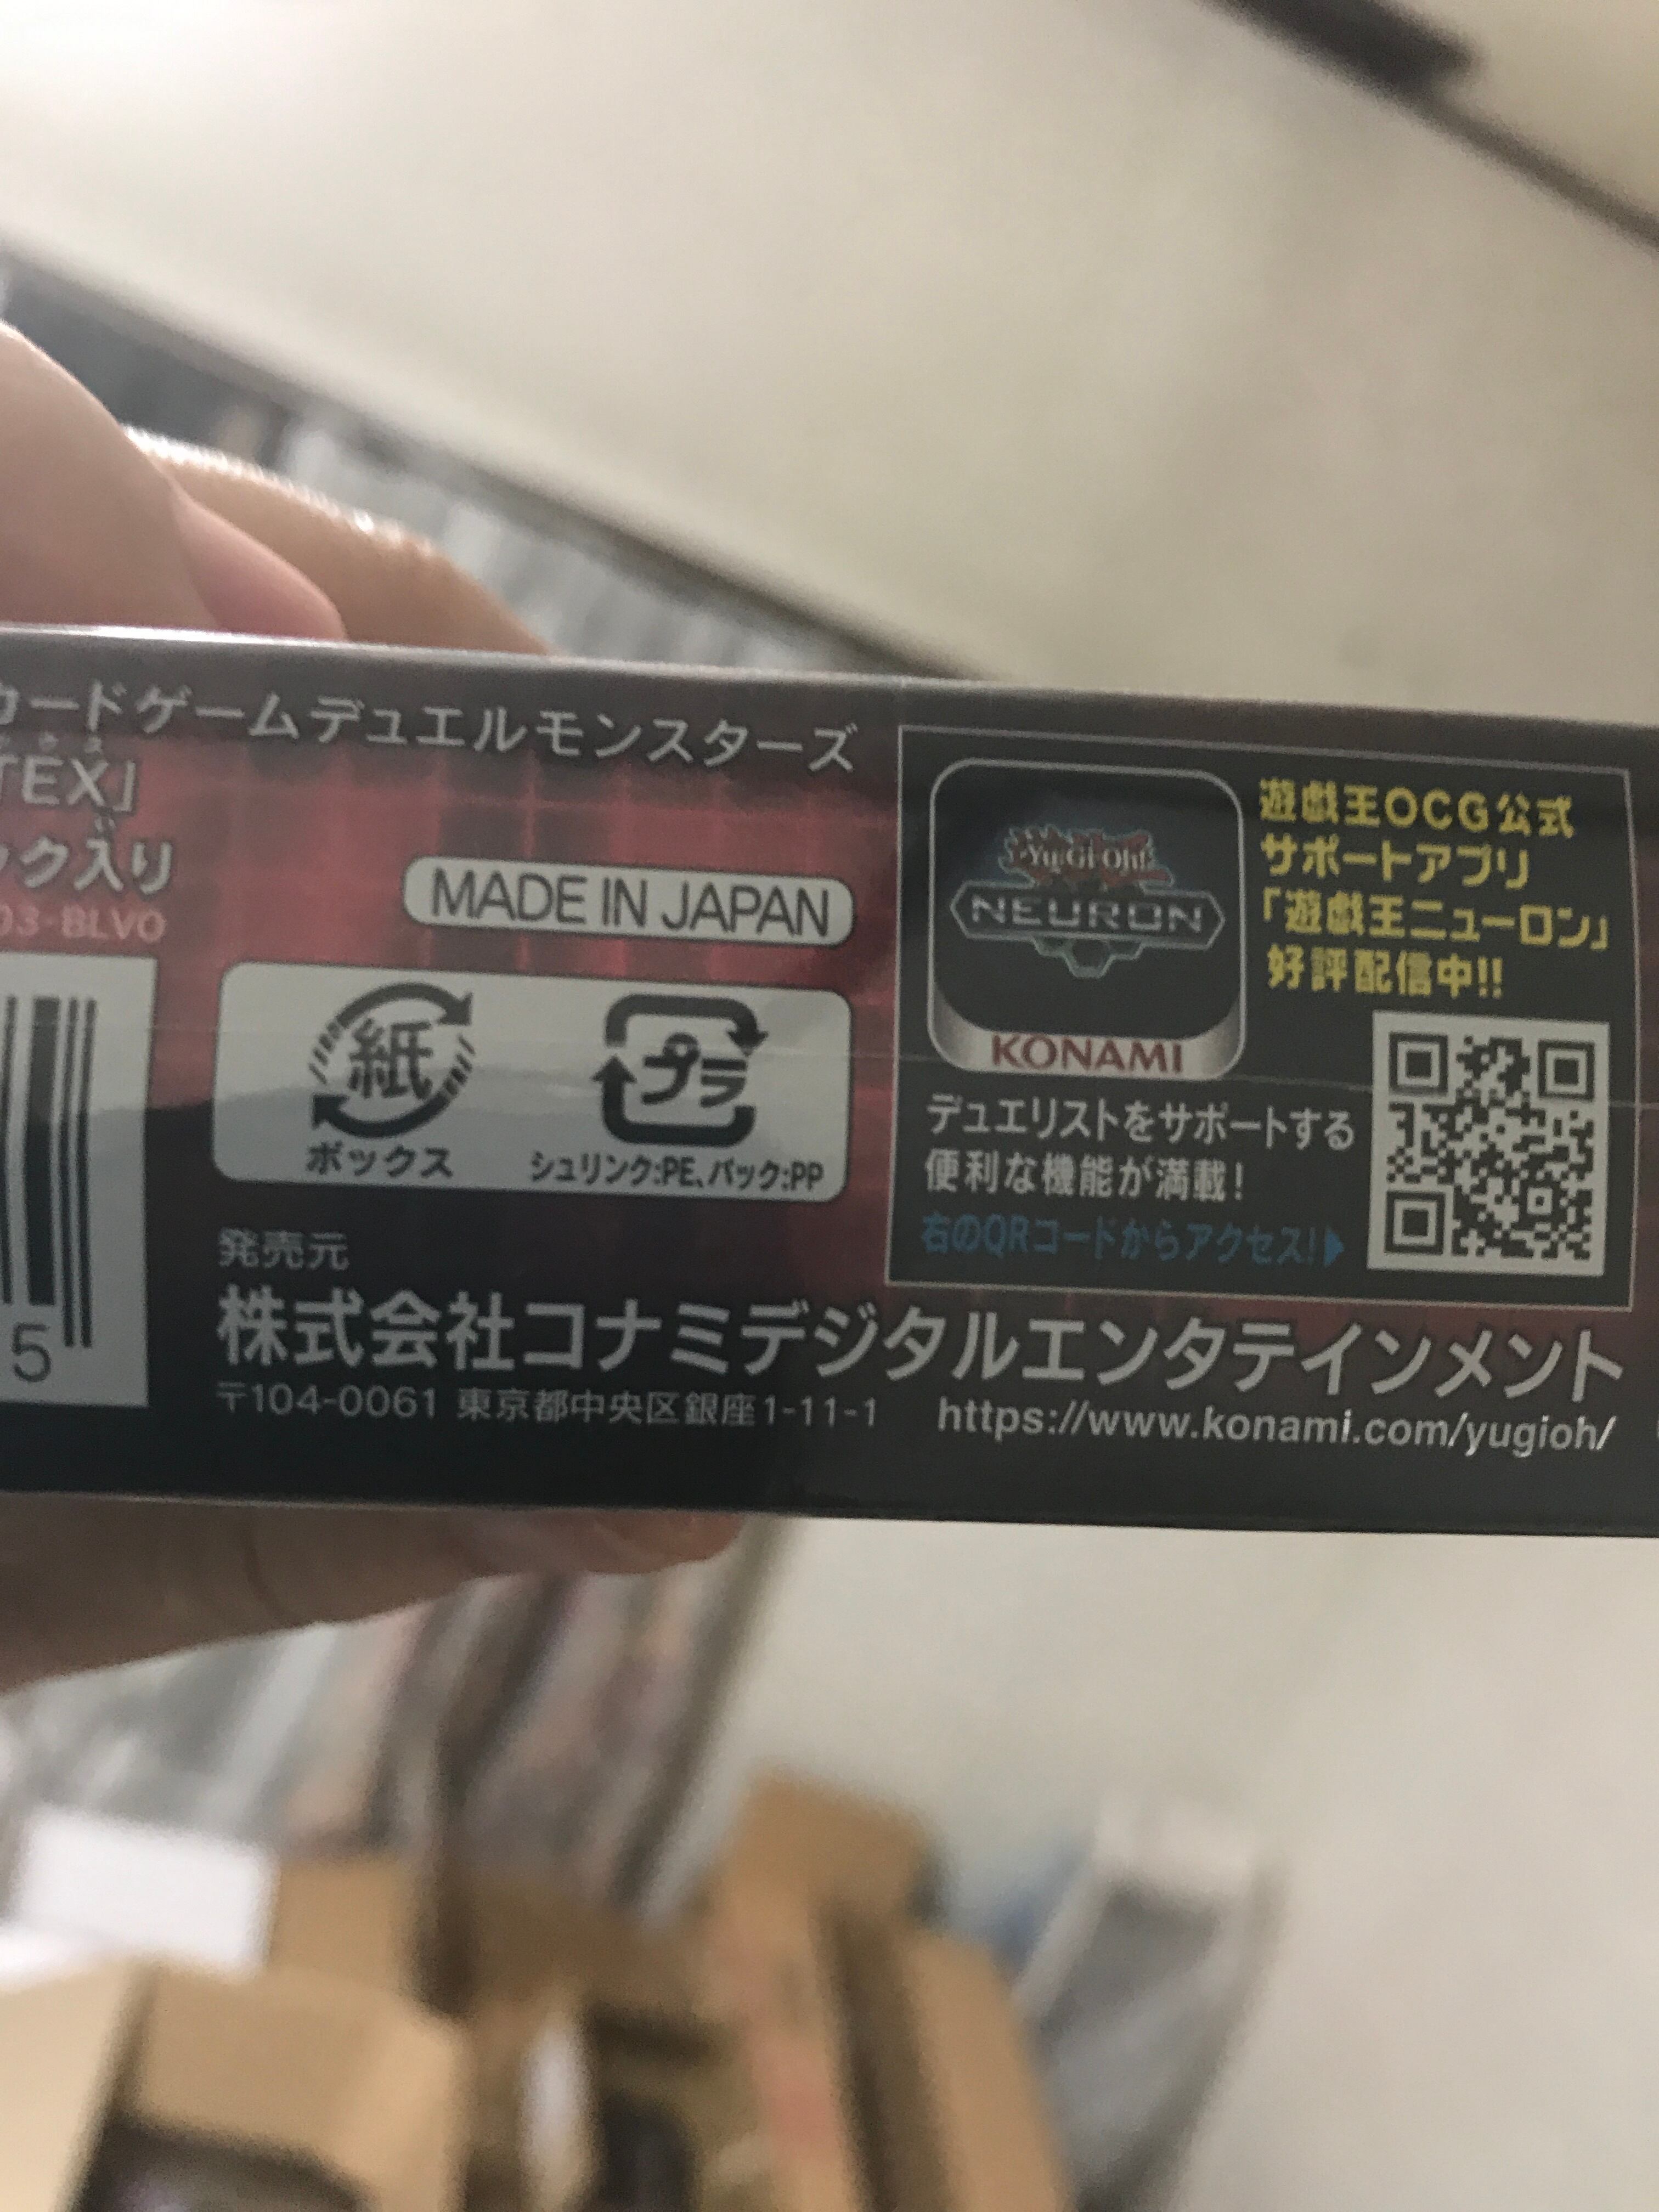 カードゲームデュエルモンスターズ
TEX」
ック入り
03-BLV0
MADE IN JAPAN
紙
ボックス
プラ
シュリンク:PE、パック:PP
5
発売元
株式会社コナミデジタルエンタテインメント
〒104-0061 東京都中央区銀座1-11-1
https://www.konami.com/yugioh/
Yu-Gi-Oh!
NEURON
KONAMI
遊戯王OCG公式
サポートアプリ
「遊戯王ニューロン」
好評配信中!!
デュエリストをサポートする
便利な機能が満載!
右のQRコードからアクセス!▶